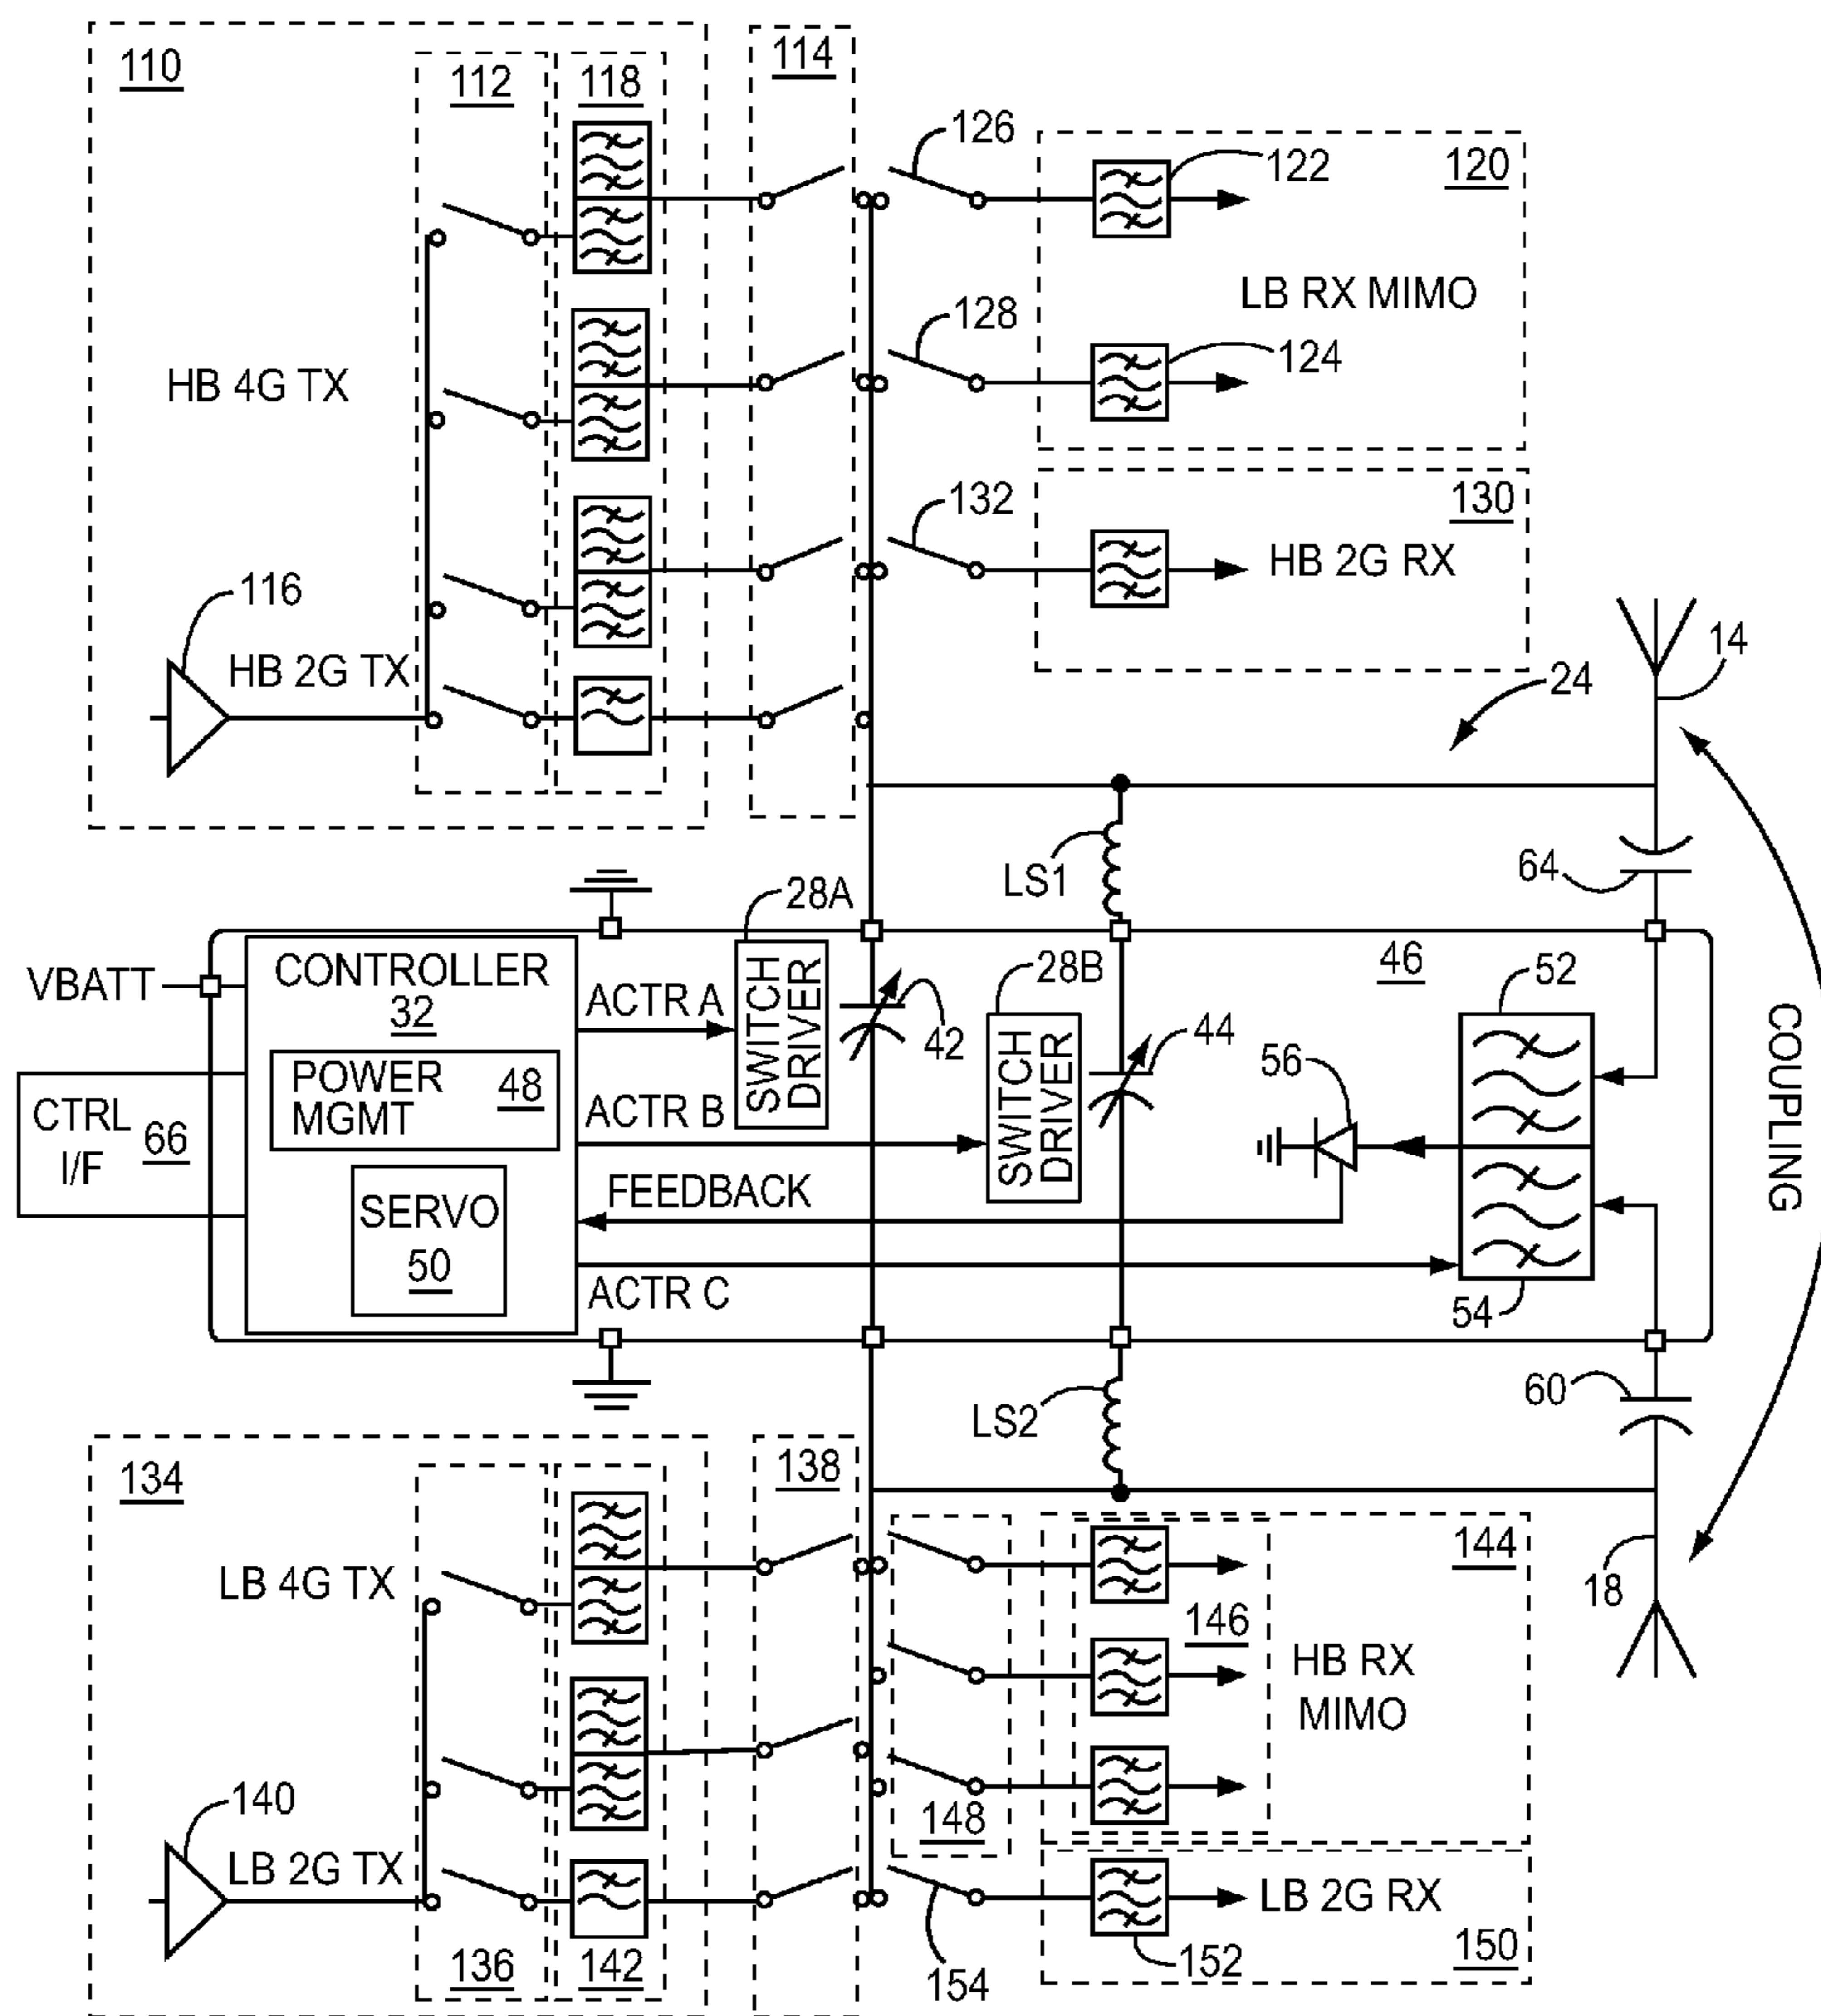 110
112
118
114
126
122
120
LB RX MIMO
128
124
HB 4G TX
132
130
HB 2G RX
116
HB 2G TX
14
24
LS1
64
28A
VBATT
CONTROLLER
32
ACTR A
SWITCH
DRIVER
42
28B
46
52
POWER
MGMT
48
CTRL
I/F
66
ACTR B
SWITCH
DRIVER
44
56
COUPLING
SERVO
50
FEEDBACK
ACTR C
54
LS2
60
134
138
144
LB 4G TX
146
HB RX
MIMO
18
148
140
LB 2G TX
LB 2G RX
136
142
154
152
150